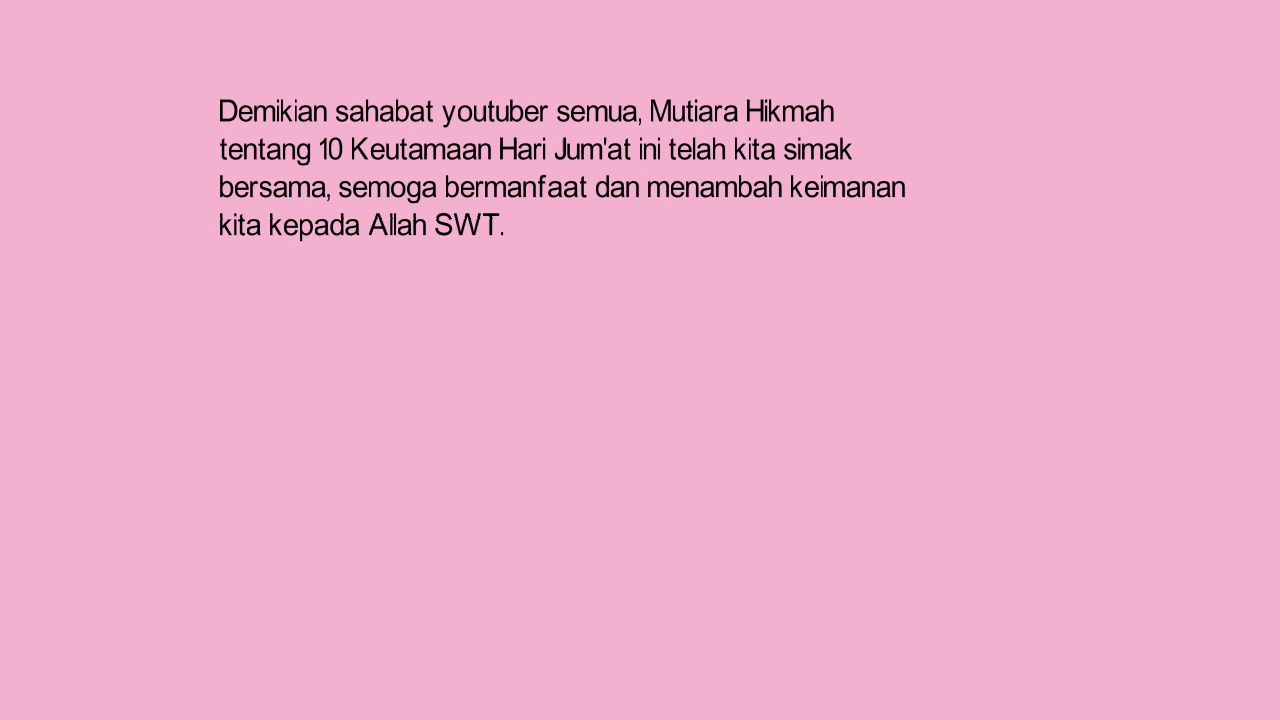 Demikian sahabat youtuber semua, Mutiara Hikmah
tentang 10 Keutamaan Hari Jum'at ini telah kita simak
bersama, semoga bermanfaat dan menambah keimanan
kita kepada Allah SWT.